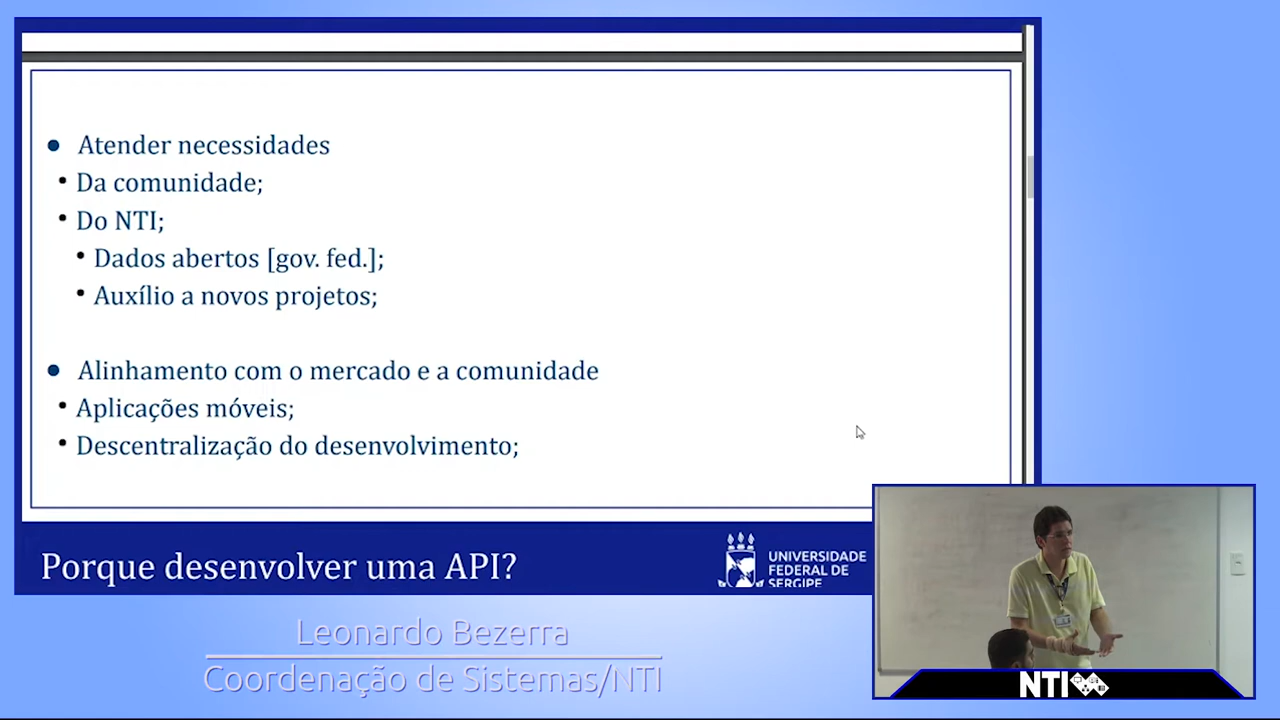 Atender necessidades
Da comunidade;
Do NTI;
Dados abertos [gov. fed.];
Auxílio a novos projetos;
Alinhamento com o mercado e a comunidade
Aplicações móveis;
Descentralização do desenvolvimento;
Porque desenvolver uma API?
UNIVERSIDADE
FEDERAL DE
SERGIPE
Leonardo Bezerra
Coordenação de Sistemas/NTI
NTI